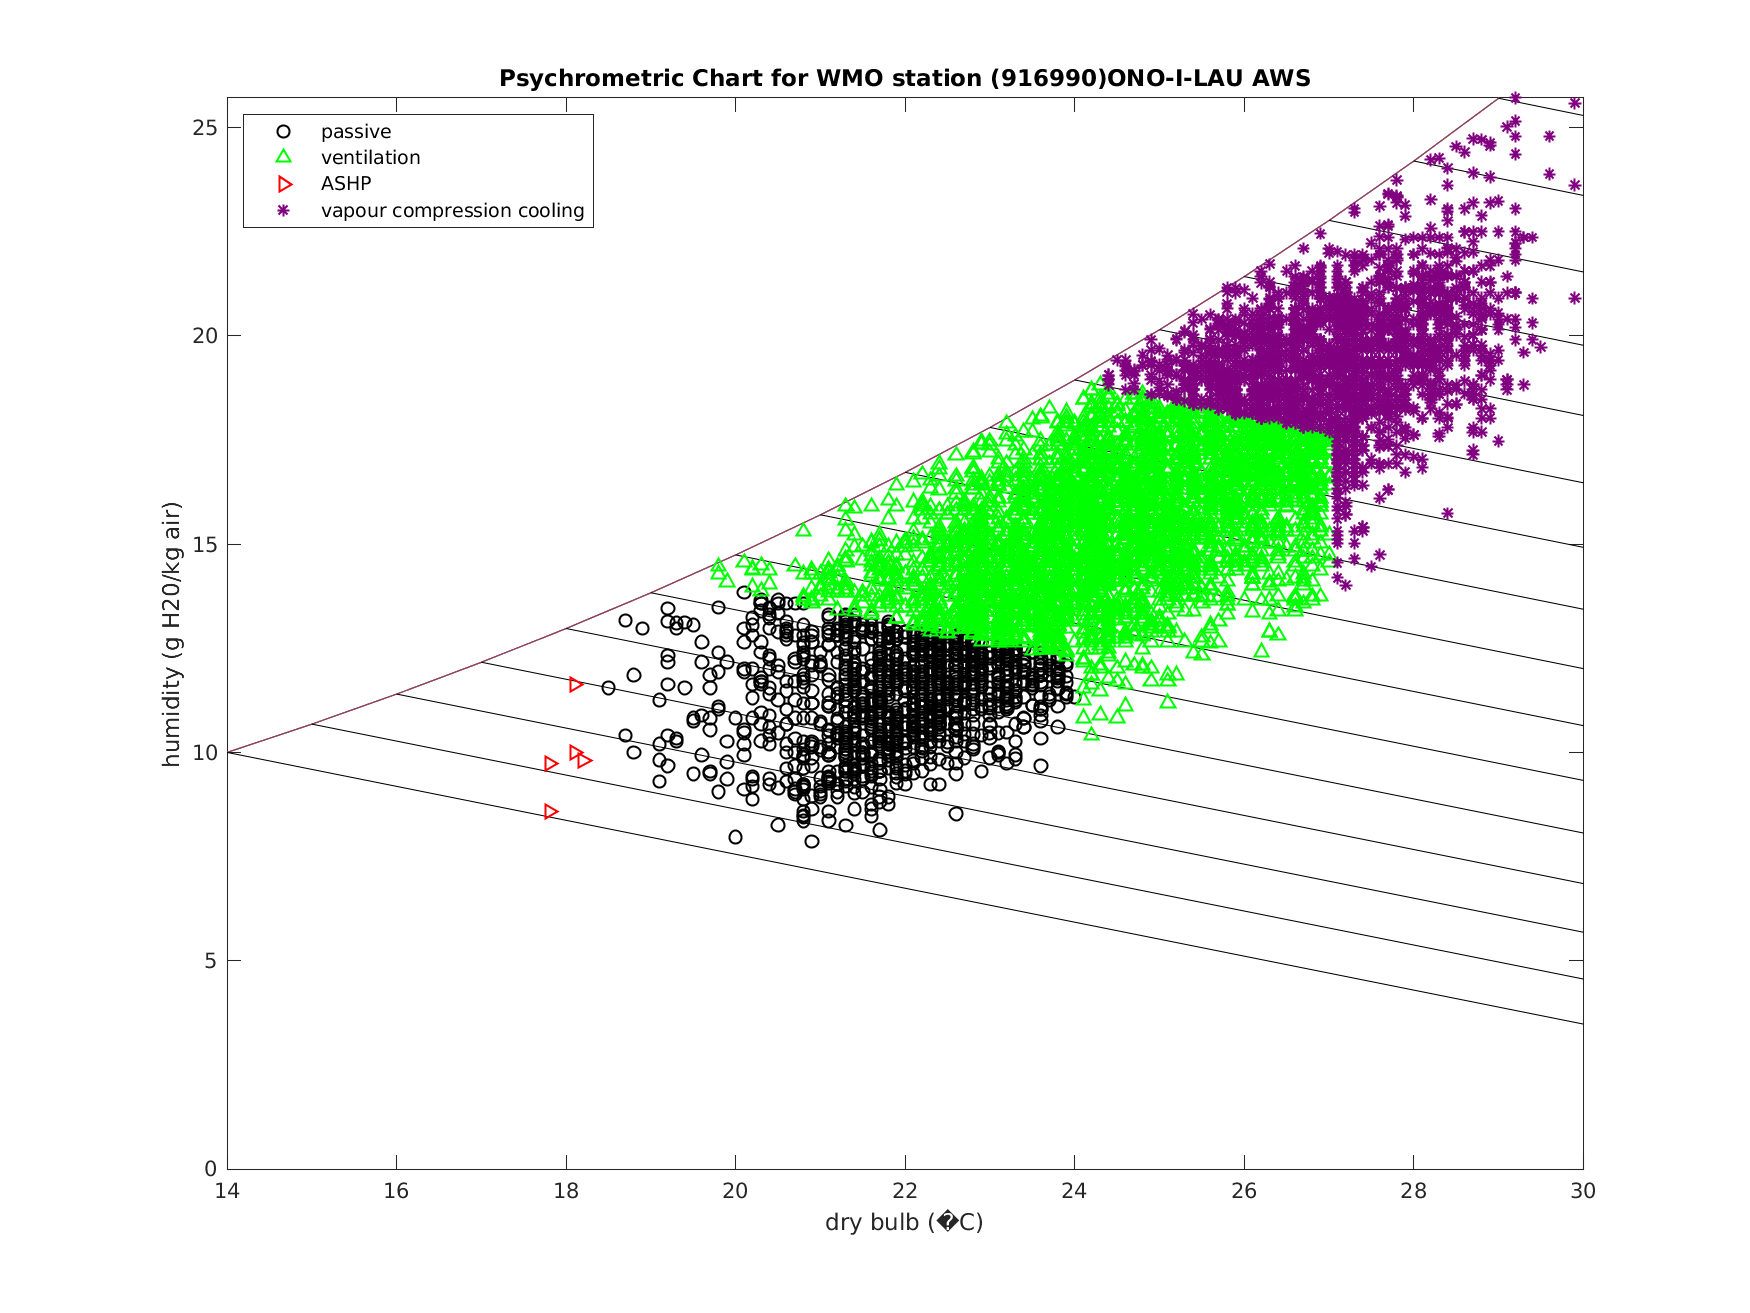 Psychrometric Chart for WMO station (916990)ONO-I-LAU AWS
passive
ventilation
ASHP
vapour compression cooling
humidity (g H20/kg air)
25
20
15
10
5
0
14 16 18 20 22 24 26 28 30
dry bulb (�C)